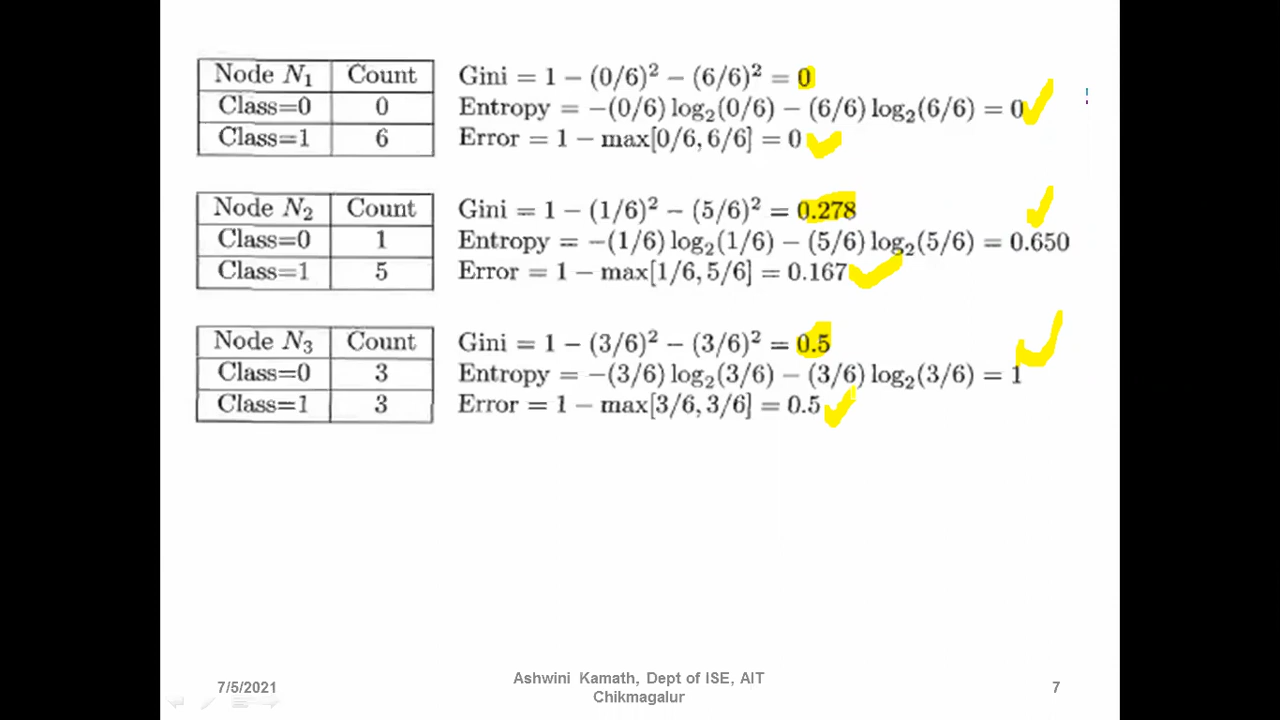 Node N₁ Count
Class=0 0
Class=1 6
Gini = 1 − (0/6)² − (6/6)² = 0
Entropy = −(0/6) log₂(0/6) − (6/6) log₂(6/6) = 0
Error = 1 − max[0/6, 6/6] = 0
Node N₂ Count
Class=0 1
Class=1 5
Gini = 1 − (1/6)² − (5/6)² = 0.278
Entropy = −(1/6) log₂(1/6) − (5/6) log₂(5/6) = 0.650
Error = 1 − max[1/6, 5/6] = 0.167
Node N₃ Count
Class=0 3
Class=1 3
Gini = 1 − (3/6)² − (3/6)² = 0.5
Entropy = −(3/6) log₂(3/6) − (3/6) log₂(3/6) = 1
Error = 1 − max[3/6, 3/6] = 0.5
7/5/2021
Ashwini Kamath, Dept of ISE, AIT
Chikmagalur
7